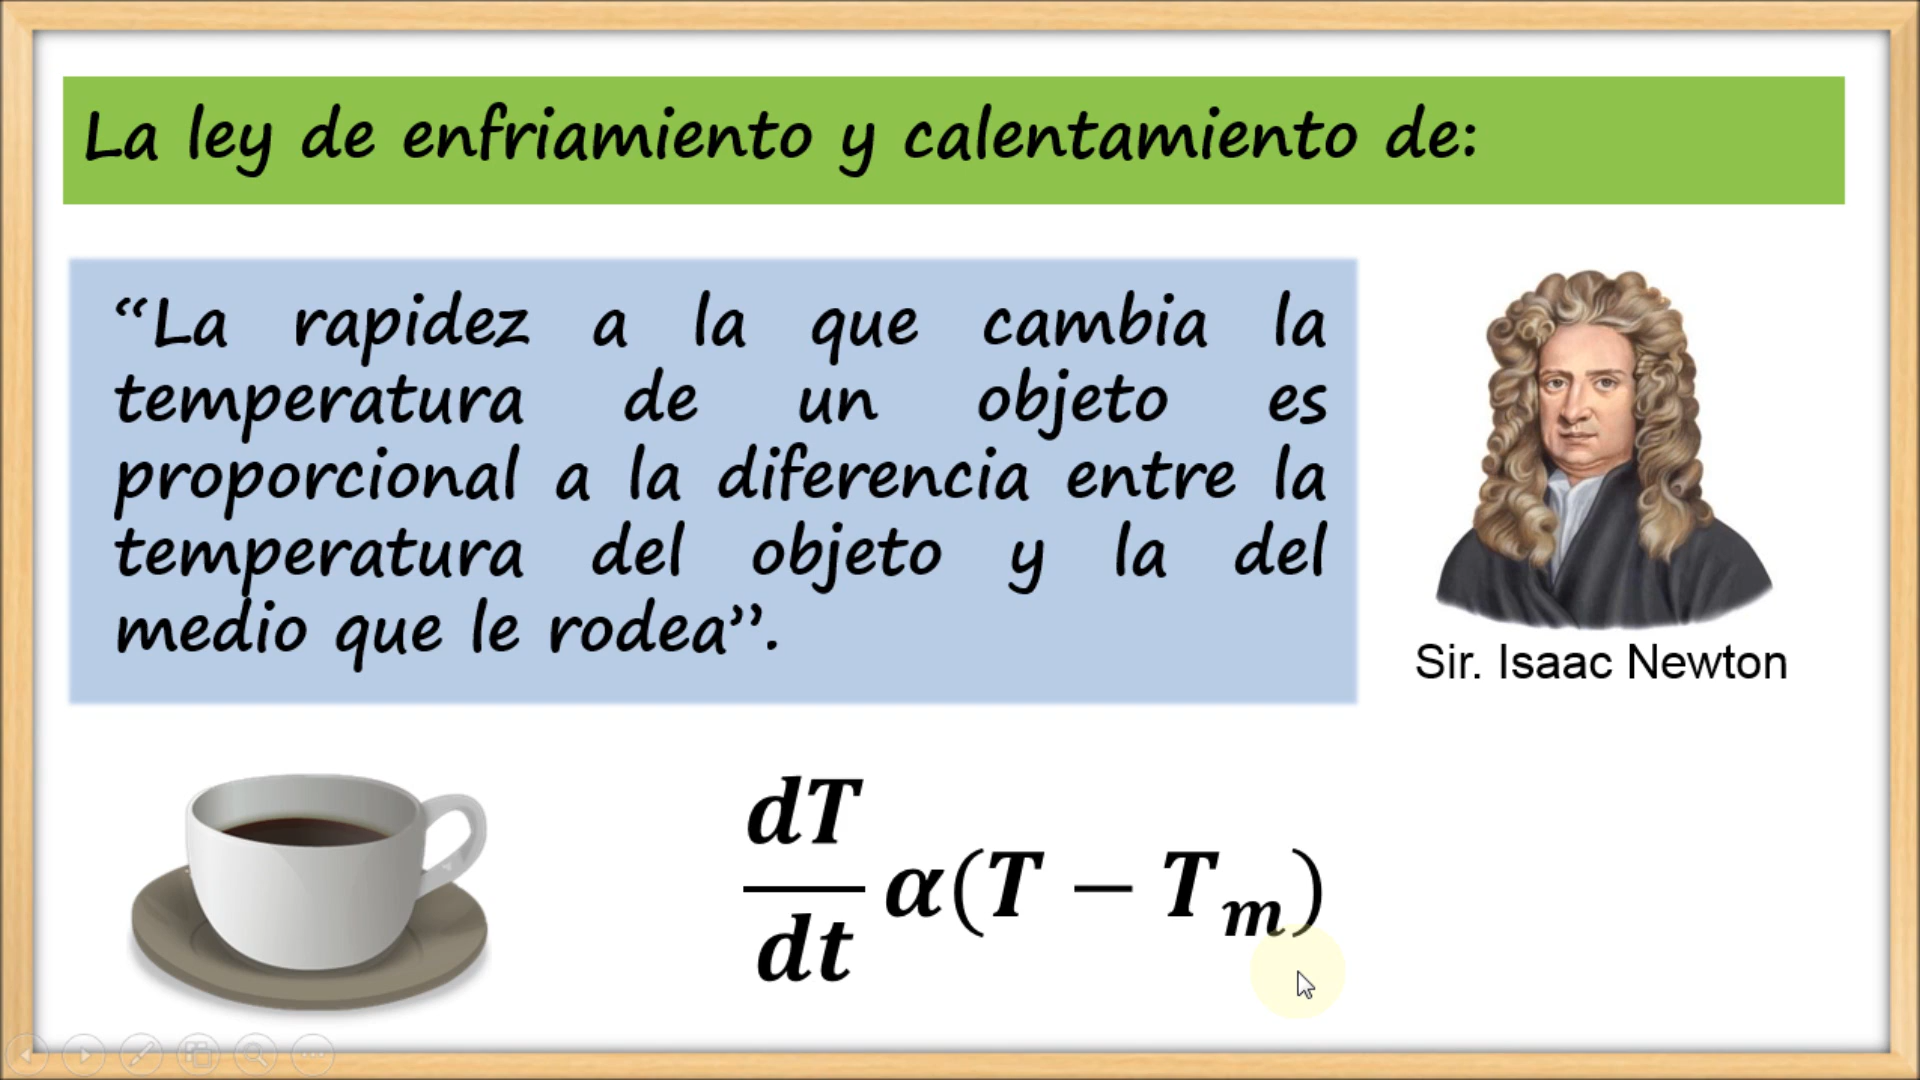 La ley de enfriamiento y calentamiento de:
“La rapidez a la que cambia la
temperatura de un objeto es
proporcional a la diferencia entre la
temperatura del objeto y la del
medio que le rodea”.
Sir. Isaac Newton
dT/dt α(T − Tₘ)